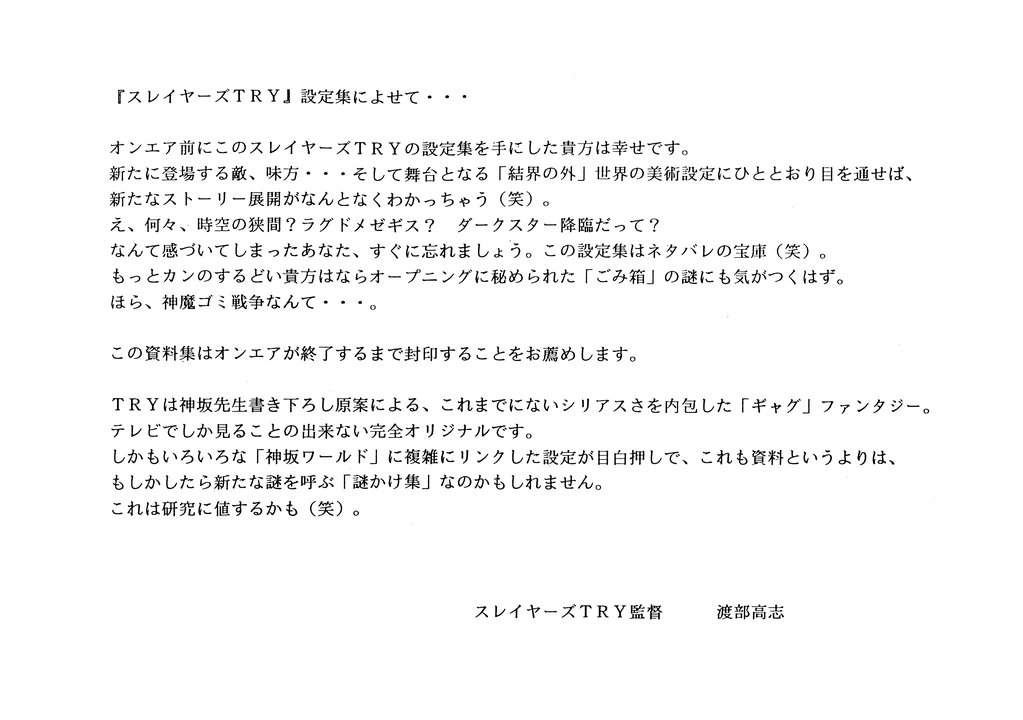 『スレイヤーズＴＲＹ』設定集によせて・・・
オンエア前にこのスレイヤーズＴＲＹの設定集を手にした貴方は幸せです。
新たに登場する敵、味方・・・そして舞台となる「結界の外」世界の美術設定にひととおり目を通せば、
新たなストーリー展開がなんとなくわかっちゃう（笑）。
え、何々、時空の狭間？ラグドメゼギス？　ダークスター降臨だって？
なんて感づいてしまったあなた、すぐに忘れましょう。この設定集はネタバレの宝庫（笑）。
もっとカンのするどい貴方はならオープニングに秘められた「ごみ箱」の謎にも気がつくはず。
ほら、神魔ゴミ戦争なんて・・・。
この資料集はオンエアが終了するまで封印することをお薦めします。
ＴＲＹは神坂先生書き下ろし原案による、これまでにないシリアスさを内包した「ギャグ」ファンタジー。
テレビでしか見ることの出来ない完全オリジナルです。
しかもいろいろな「神坂ワールド」に複雑にリンクした設定が目白押しで、これも資料というよりは、
もしかしたら新たな謎を呼ぶ「謎かけ集」なのかもしれません。
これは研究に値するかも（笑）。
スレイヤーズＴＲＹ監督　　渡部高志